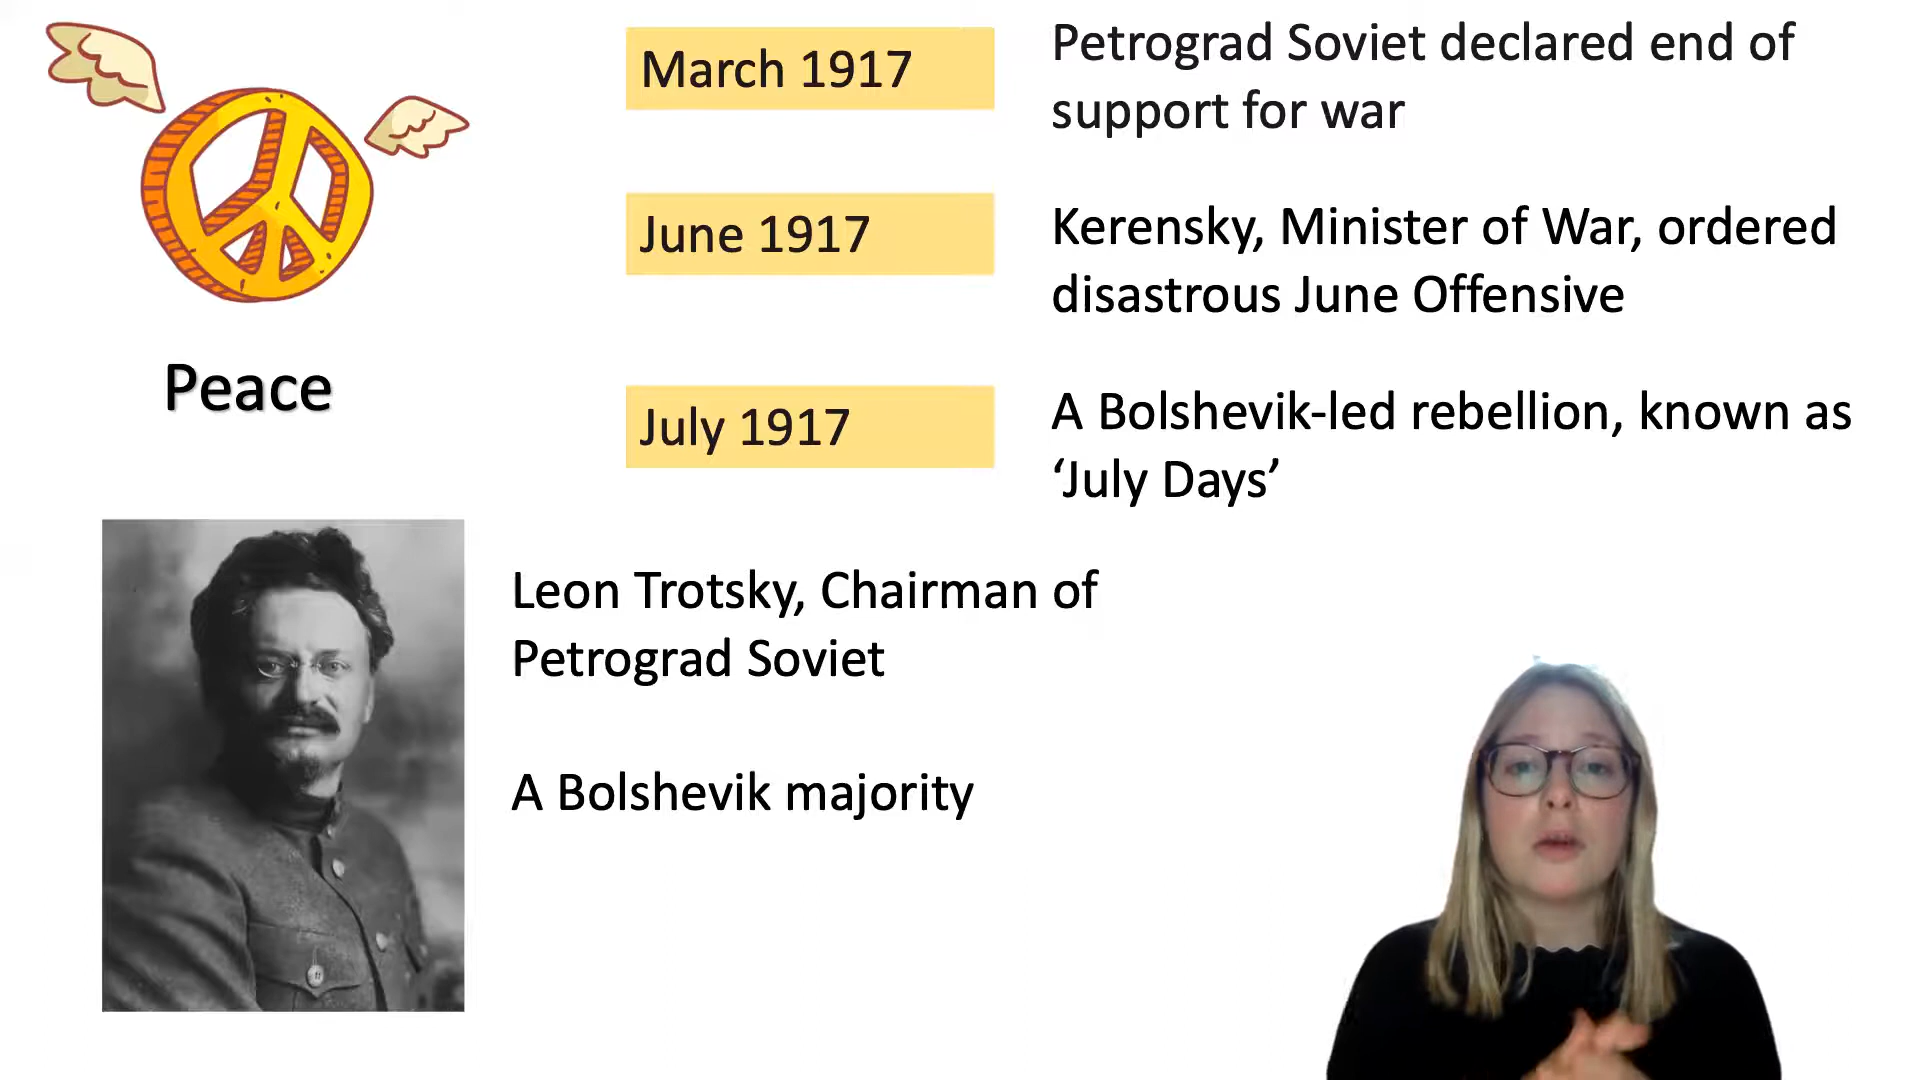 March 1917
Petrograd Soviet declared end of
support for war
June 1917
Kerensky, Minister of War, ordered
disastrous June Offensive
Peace
July 1917
A Bolshevik-led rebellion, known as
‘July Days’
Leon Trotsky, Chairman of
Petrograd Soviet
A Bolshevik majority